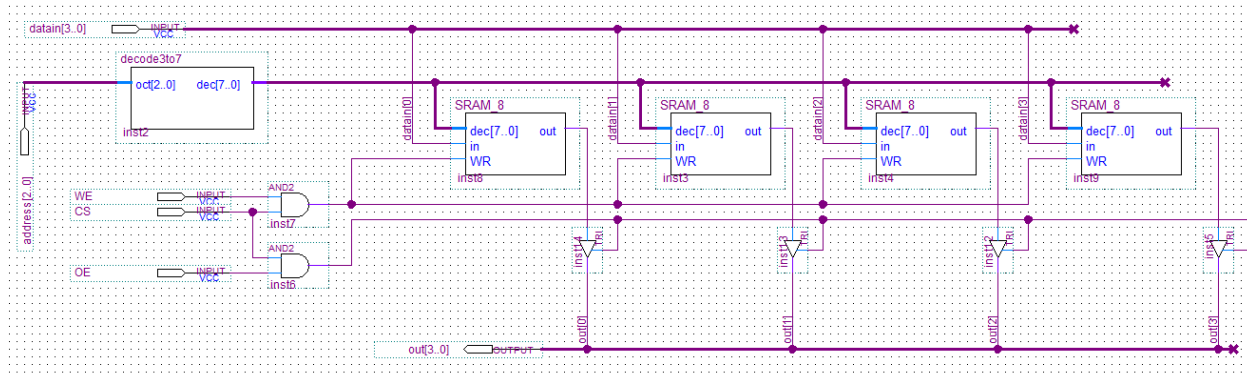 datain[3..0]
INPUT
VCC
decode3to7
oct[2..0] dec[7..0]
inst2
INPUT
VCC
address[2..0]
datain[0]
datain[1]
datain[2]
datain[3]
SRAM_8
dec[7..0] out
in
WR
inst8
SRAM_8
dec[7..0] out
in
WR
inst3
SRAM_8
dec[7..0] out
in
WR
inst4
SRAM_8
dec[7..0] out
in
WR
inst9
WE
INPUT
VCC
CS
INPUT
VCC
AND2
inst7
AND2
inst6
OE
INPUT
VCC
TRI
inst14
TRI
inst13
TRI
inst12
TRI
inst5
out[0]
out[1]
out[2]
out[3]
out[3..0]
OUTPUT